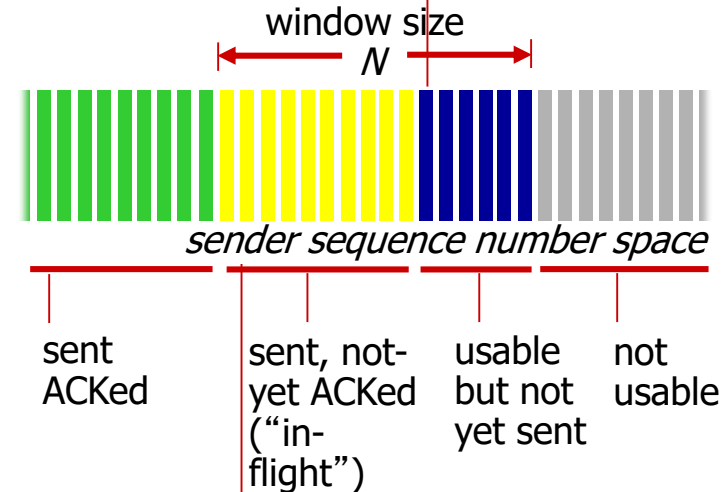 window size
N
sender sequence number space
sent
ACKed
sent, not-
yet ACKed
(“in-
flight”)
usable
but not
yet sent
not
usable